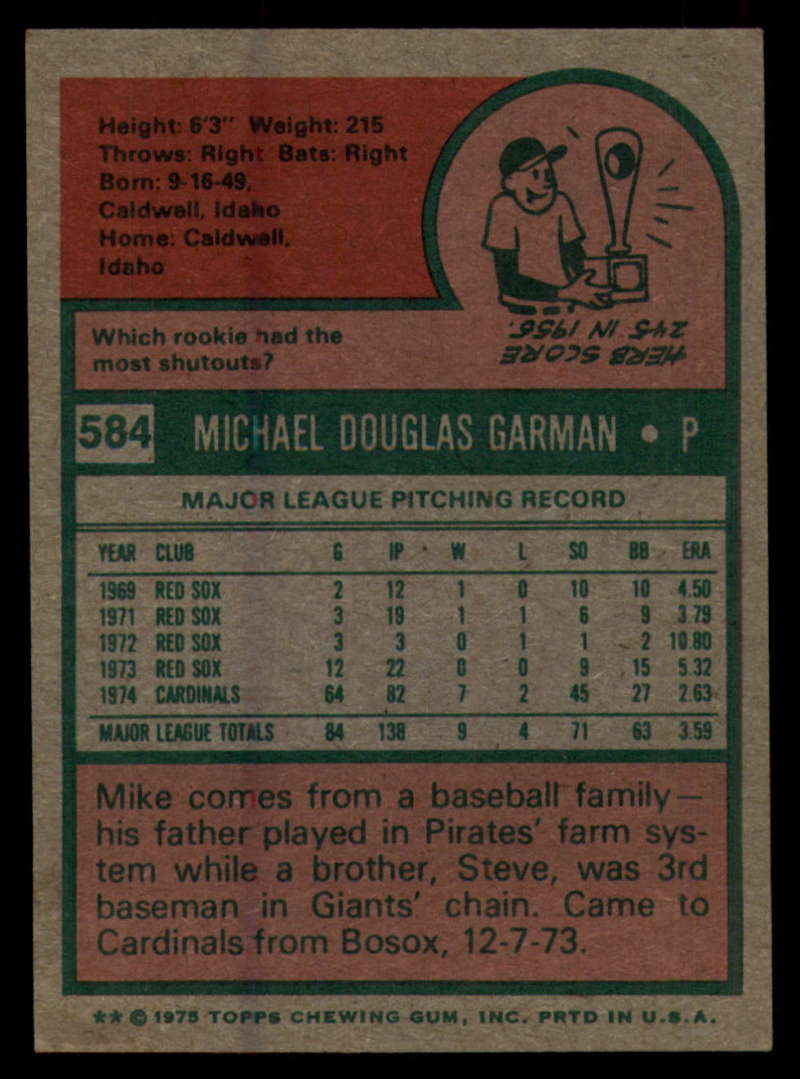 Height: 6'3" Weight: 215
Throws: Right Bats: Right
Born: 9-16-49,
Caldwell, Idaho
Home: Caldwell,
Idaho
Which rookie had the
most shutouts?
HERB SCORE
245 IN 1955.
584 MICHAEL DOUGLAS GARMAN • P
MAJOR LEAGUE PITCHING RECORD
YEAR CLUB G IP W L SO BB ERA
1969 RED SOX 2 12 1 0 10 10 4.50
1971 RED SOX 3 19 1 1 6 9 3.79
1972 RED SOX 3 3 0 1 1 2 10.80
1973 RED SOX 12 22 0 0 9 15 5.32
1974 CARDINALS 64 82 7 2 45 27 2.63
MAJOR LEAGUE TOTALS 84 138 9 4 71 63 3.59
Mike comes from a baseball family—
his father played in Pirates' farm sys-
tem while a brother, Steve, was 3rd
baseman in Giants' chain. Came to
Cardinals from Bosox, 12-7-73.
** © 1975 TOPPS CHEWING GUM, INC. PRTD IN U.S.A.